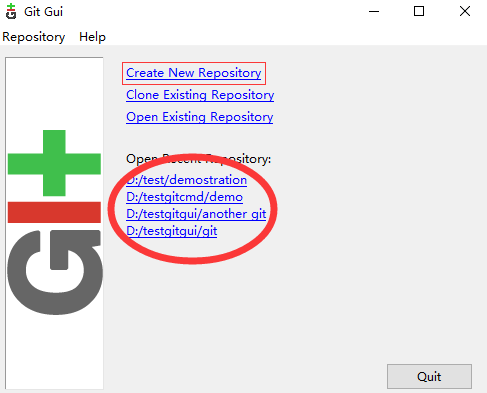 Git Gui
Repository Help
Create New Repository
Clone Existing Repository
Open Existing Repository
Open Recent Repository:
D:/test/demostration
D:/testgitcmd/demo
D:/testgitgui/another git
D:/testgitgui/git
GIt
Quit